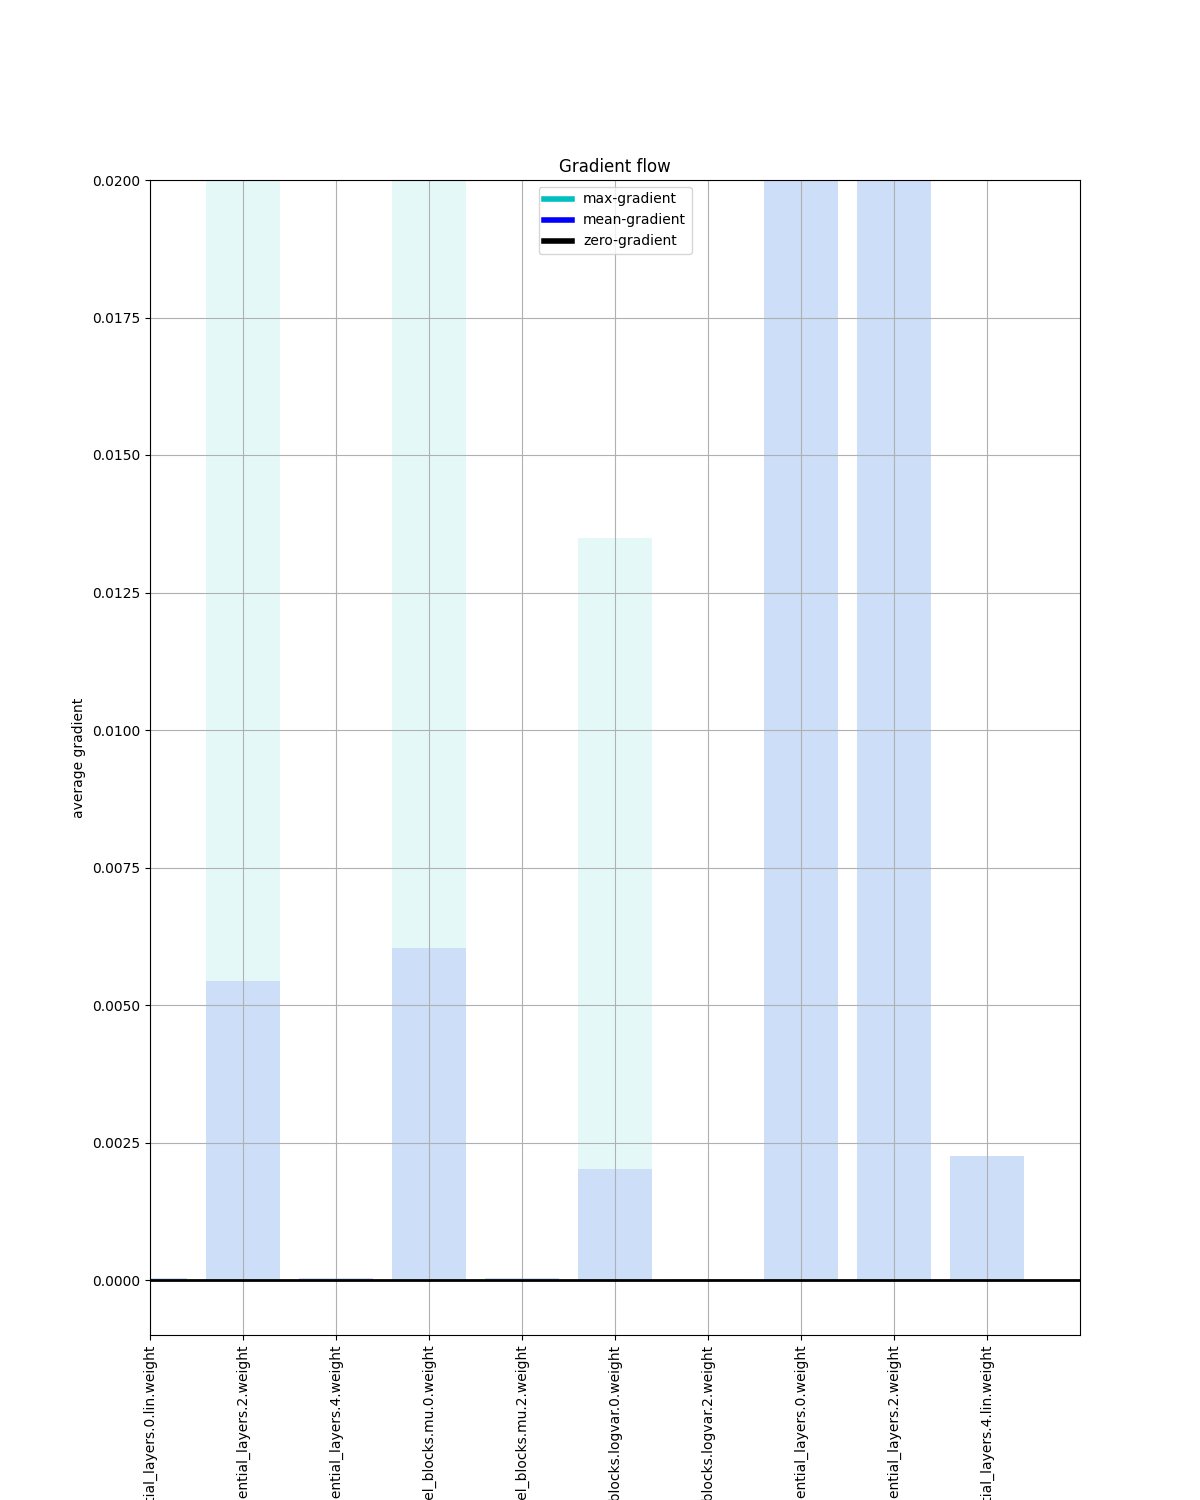 Gradient flow
max-gradient
mean-gradient
zero-gradient
0.0200
0.0175
0.0150
0.0125
0.0100
0.0075
0.0050
0.0025
0.0000
average gradient
tial_layers.0.lin.weight
ential_layers.2.weight
ential_layers.4.weight
el_blocks.mu.0.weight
el_blocks.mu.2.weight
blocks.logvar.0.weight
blocks.logvar.2.weight
ential_layers.0.weight
ential_layers.2.weight
tial_layers.4.lin.weight